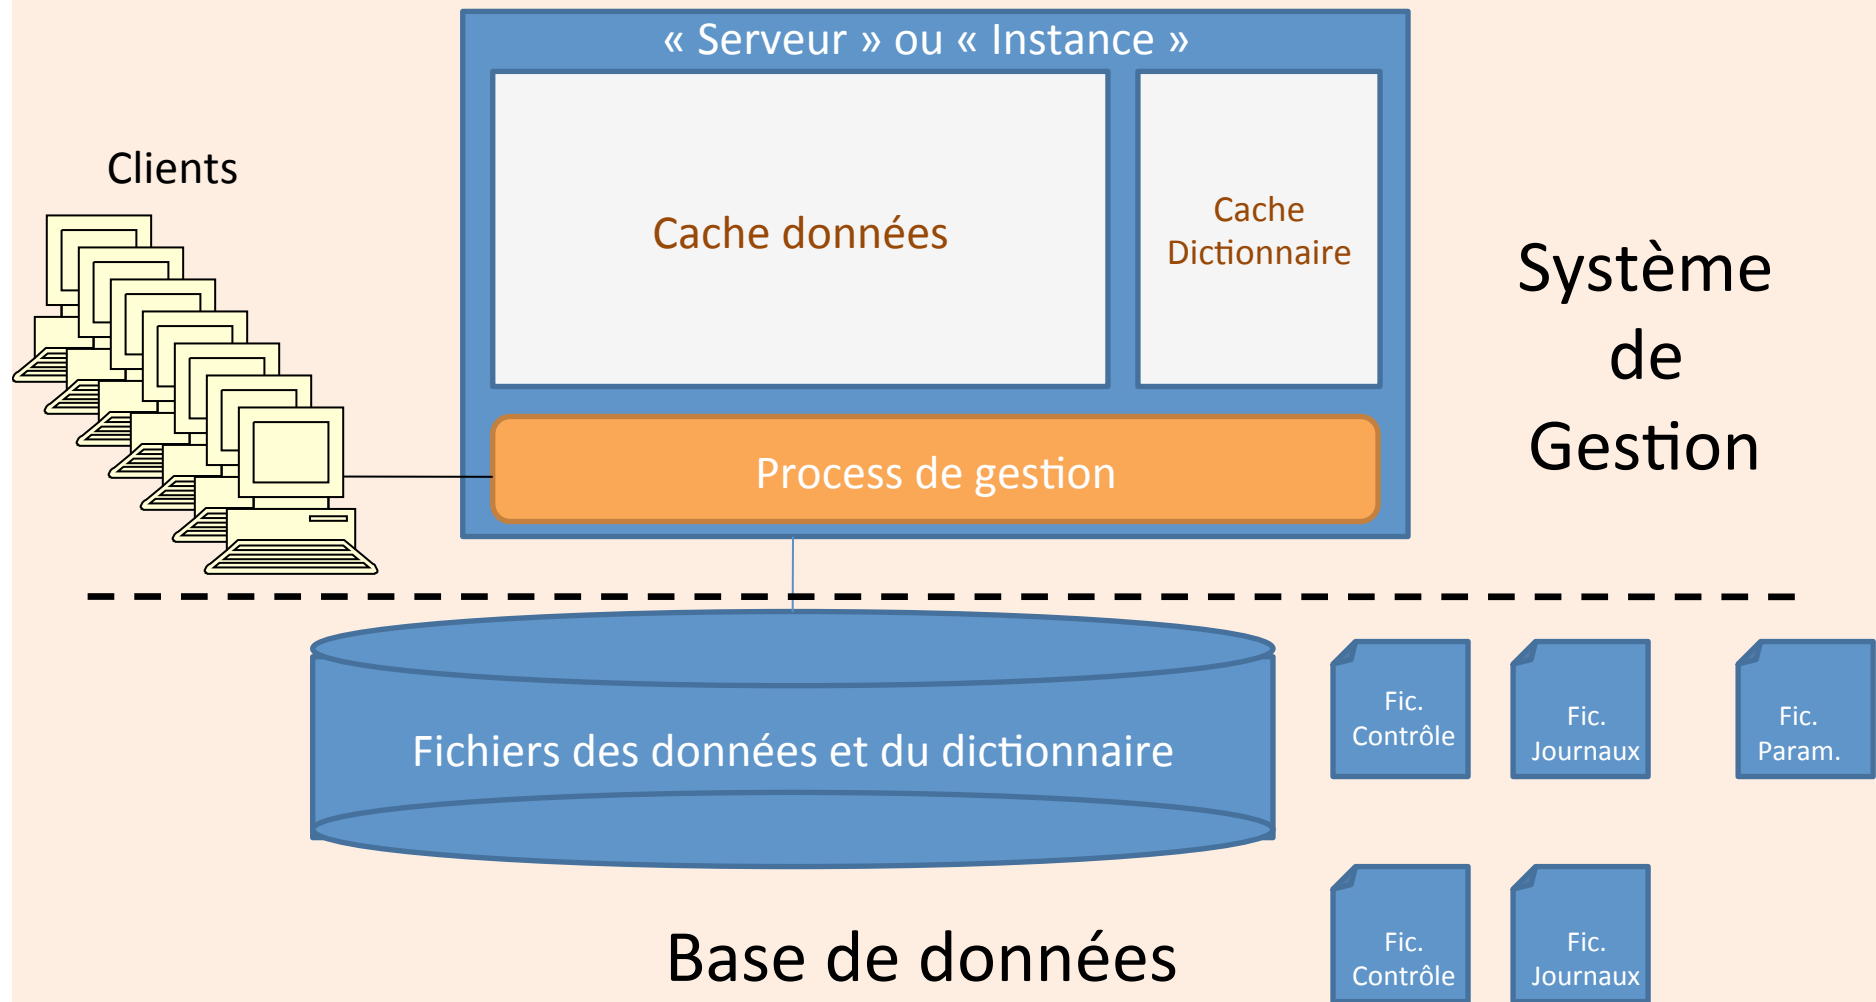 « Serveur » ou « Instance »
Clients
Cache données
Cache
Dictionnaire
Système
de
Gestion
Process de gestion
Fichiers des données et du dictionnaire
Fic.
Contrôle
Fic.
Journaux
Fic.
Param.
Base de données
Fic.
Contrôle
Fic.
Journaux